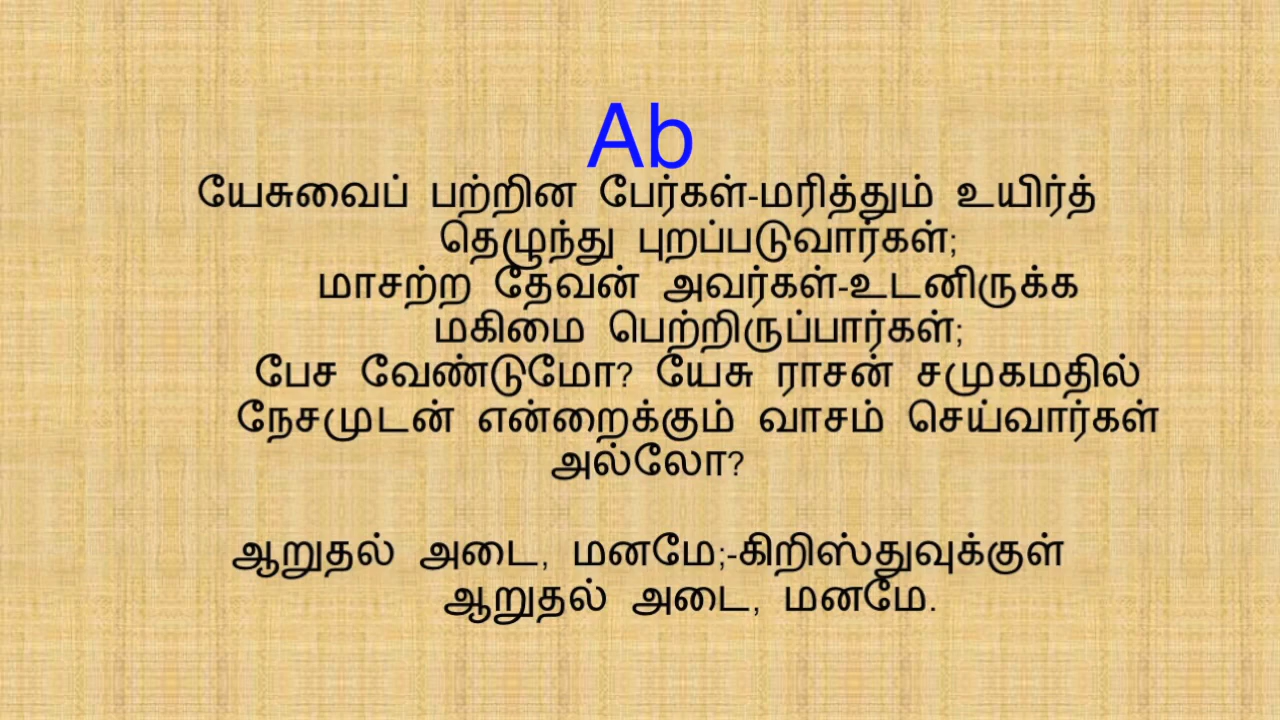 Ab
யேசுவைப் பற்றின பேர்கள்-மரித்தும் உயிர்த்
தெழுந்து புறப்படுவார்கள்;
மாசற்ற தேவன் அவர்கள்-உடனிருக்க
மகிமை பெற்றிருப்பார்கள்;
பேச வேண்டுமோ? யேசு ராசன் சமுகமதில்
நேசமுடன் என்றைக்கும் வாசம் செய்வார்கள்
அல்லோ?
ஆறுதல் அடை, மனமே;-கிறிஸ்துவுக்குள்
ஆறுதல் அடை, மனமே.